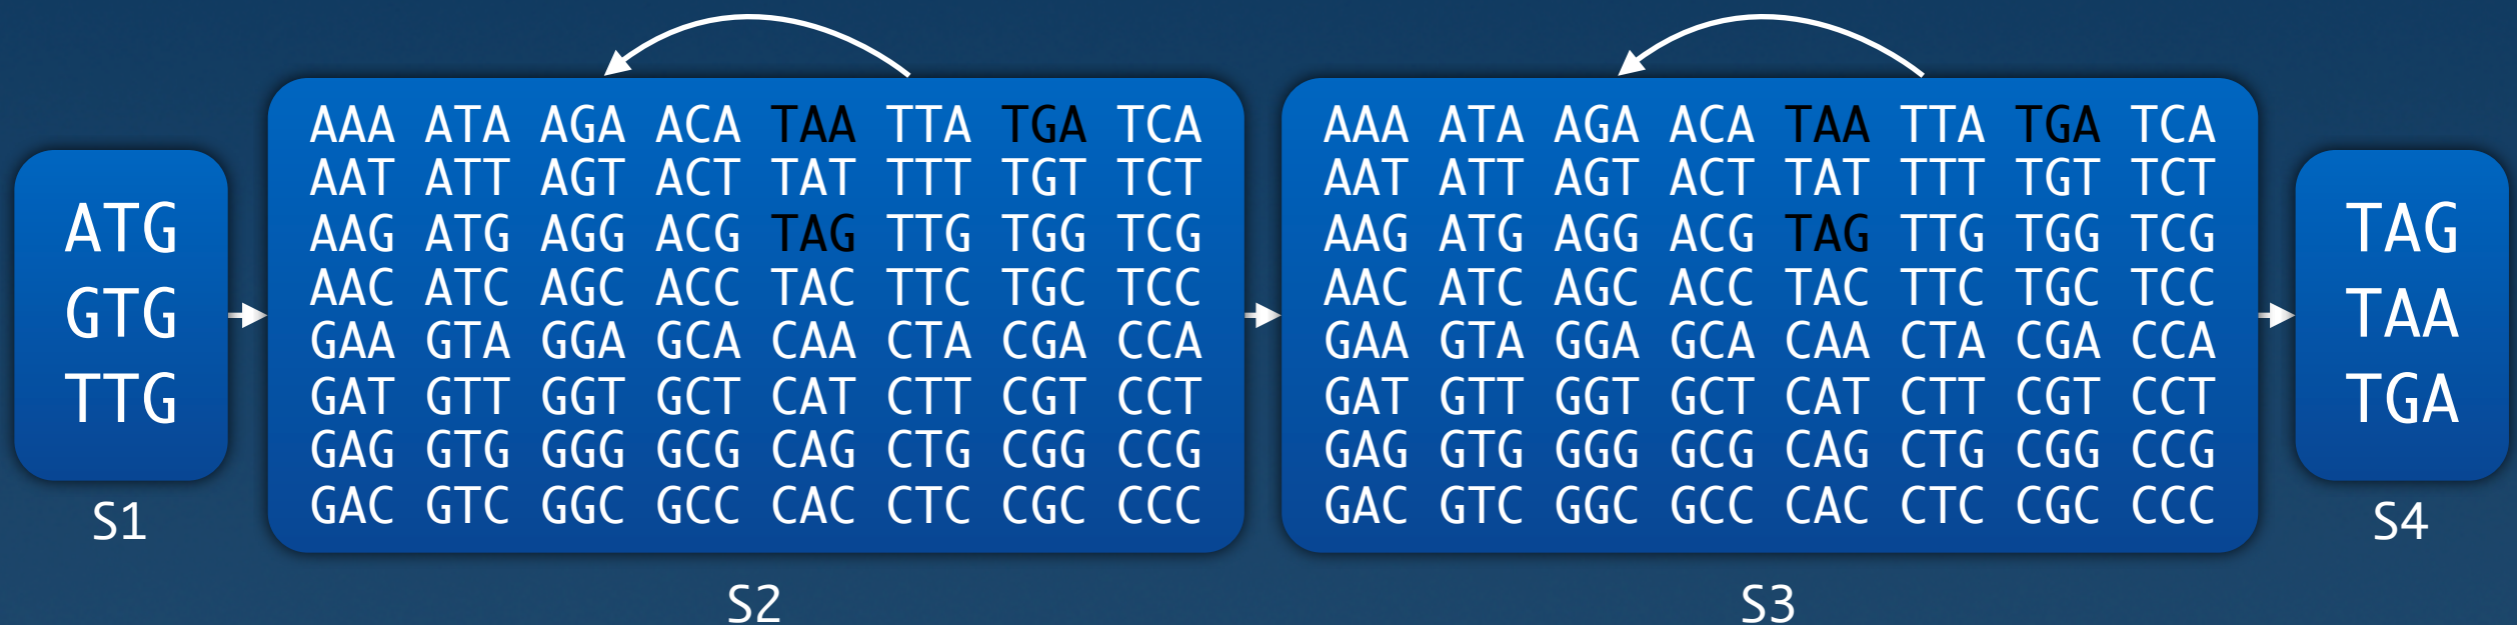 ATG
GTG
TTG
S1
AAA ATA AGA ACA TAA TTA TGA TCA
AAT ATT AGT ACT TAT TTT TGT TCT
AAG ATG AGG ACG TAG TTG TGG TCG
AAC ATC AGC ACC TAC TTC TGC TCC
GAA GTA GGA GCA CAA CTA CGA CCA
GAT GTT GGT GCT CAT CTT CGT CCT
GAG GTG GGG GCG CAG CTG CGG CCG
GAC GTC GGC GCC CAC CTC CGC CCC
S2
AAA ATA AGA ACA TAA TTA TGA TCA
AAT ATT AGT ACT TAT TTT TGT TCT
AAG ATG AGG ACG TAG TTG TGG TCG
AAC ATC AGC ACC TAC TTC TGC TCC
GAA GTA GGA GCA CAA CTA CGA CCA
GAT GTT GGT GCT CAT CTT CGT CCT
GAG GTG GGG GCG CAG CTG CGG CCG
GAC GTC GGC GCC CAC CTC CGC CCC
S3
TAG
TAA
TGA
S4